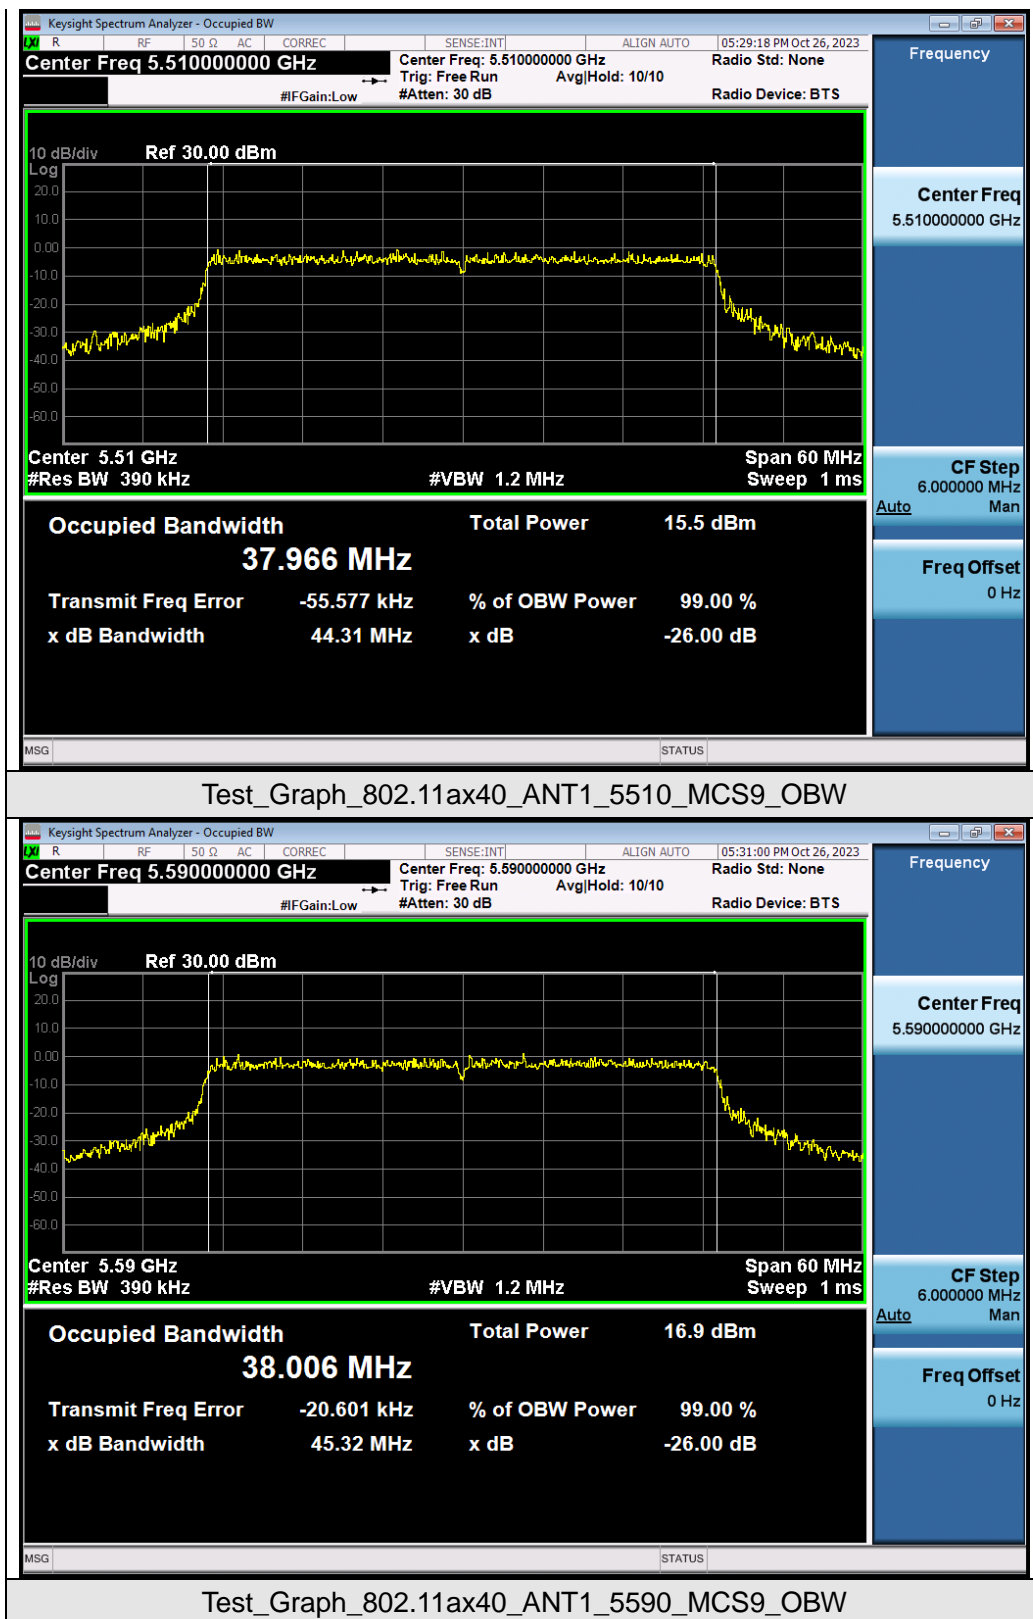 Keysight Spectrum Analyzer - Occupied BW
LXI R RF 50 Ω AC CORREC SENSE:INT ALIGN AUTO 05:29:18 PM Oct 26, 2023
Center Freq 5.510000000 GHz
Center Freq: 5.510000000 GHz Radio Std: None
Trig: Free Run Avg|Hold: 10/10
#IFGain:Low #Atten: 30 dB Radio Device: BTS
Frequency
10 dB/div Ref 30.00 dBm
Log
20.0
10.0
0.00
-10.0
-20.0
-30.0
-40.0
-50.0
-60.0
Center 5.51 GHz Span 60 MHz
#Res BW 390 kHz #VBW 1.2 MHz Sweep 1 ms
Center Freq
5.510000000 GHz
CF Step
6.000000 MHz
Auto Man
Freq Offset
0 Hz
Occupied Bandwidth Total Power 15.5 dBm
37.966 MHz
Transmit Freq Error -55.577 kHz % of OBW Power 99.00 %
x dB Bandwidth 44.31 MHz x dB -26.00 dB
MSG STATUS
Test_Graph_802.11ax40_ANT1_5510_MCS9_OBW
Keysight Spectrum Analyzer - Occupied BW
LXI R RF 50 Ω AC CORREC SENSE:INT ALIGN AUTO 05:31:00 PM Oct 26, 2023
Center Freq 5.590000000 GHz
Center Freq: 5.590000000 GHz Radio Std: None
Trig: Free Run Avg|Hold: 10/10
#IFGain:Low #Atten: 30 dB Radio Device: BTS
Frequency
10 dB/div Ref 30.00 dBm
Log
20.0
10.0
0.00
-10.0
-20.0
-30.0
-40.0
-50.0
-60.0
Center 5.59 GHz Span 60 MHz
#Res BW 390 kHz #VBW 1.2 MHz Sweep 1 ms
Center Freq
5.590000000 GHz
CF Step
6.000000 MHz
Auto Man
Freq Offset
0 Hz
Occupied Bandwidth Total Power 16.9 dBm
38.006 MHz
Transmit Freq Error -20.601 kHz % of OBW Power 99.00 %
x dB Bandwidth 45.32 MHz x dB -26.00 dB
MSG STATUS
Test_Graph_802.11ax40_ANT1_5590_MCS9_OBW